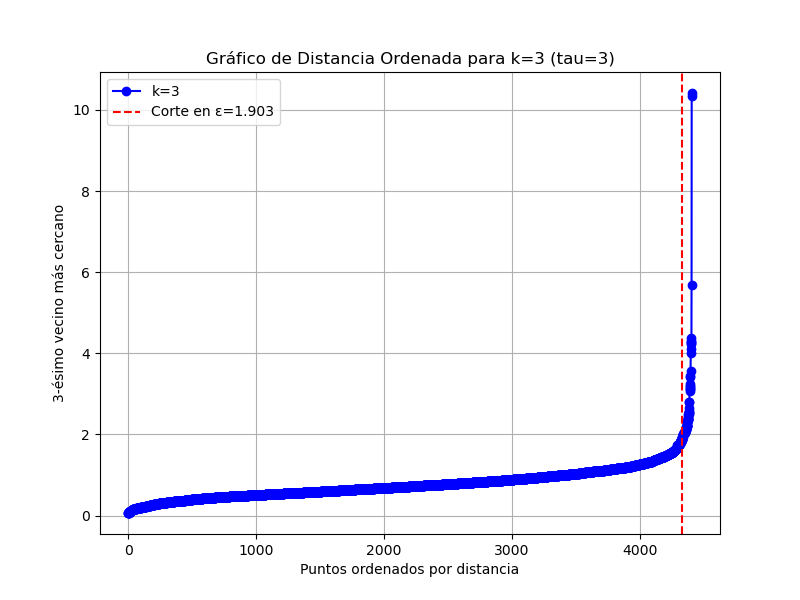 Gráfico de Distancia Ordenada para k=3 (tau=3)
k=3
Corte en ε=1.903
10
8
6
4
2
0
3-ésimo vecino más cercano
0 1000 2000 3000 4000
Puntos ordenados por distancia